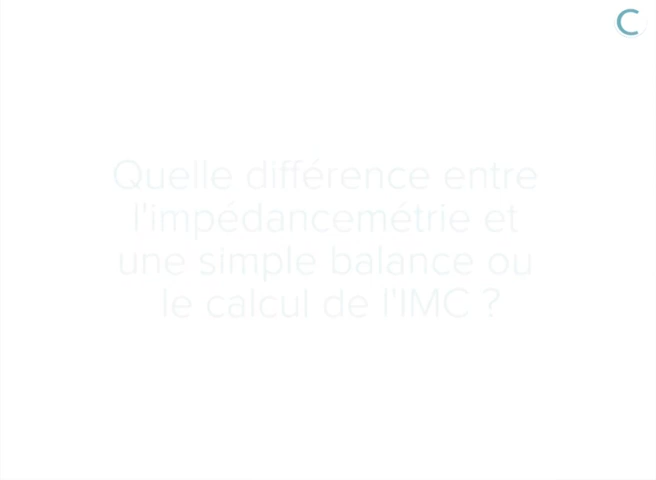 Quelle différence entre
l'impédancemétrie et
une simple balance ou
le calcul de l'IMC ?